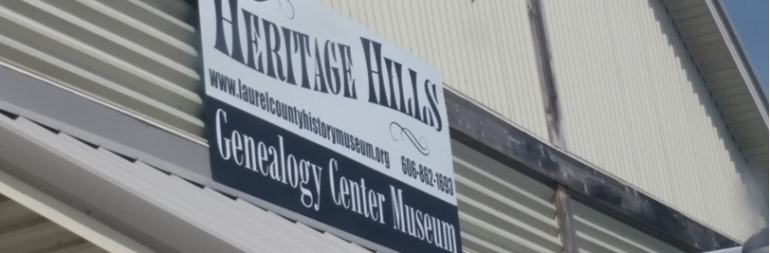 HERITAGE HILLS
www.laurelcountyhistorymuseum.org 606-862-1693
Genealogy Center Museum